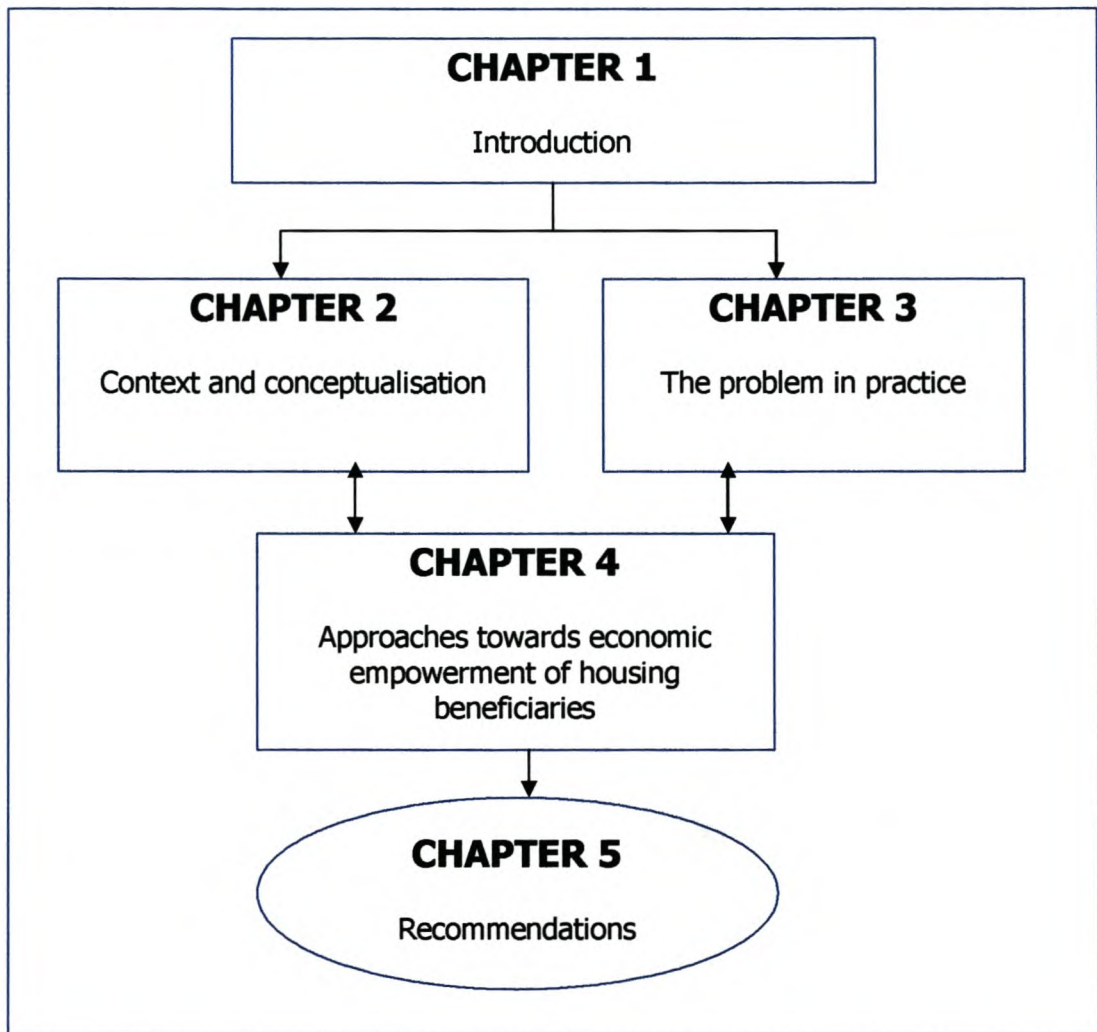 CHAPTER 1
Introduction
CHAPTER 2
Context and conceptualisation
CHAPTER 3
The problem in practice
CHAPTER 4
Approaches towards economic
empowerment of housing
beneficiaries
CHAPTER 5
Recommendations